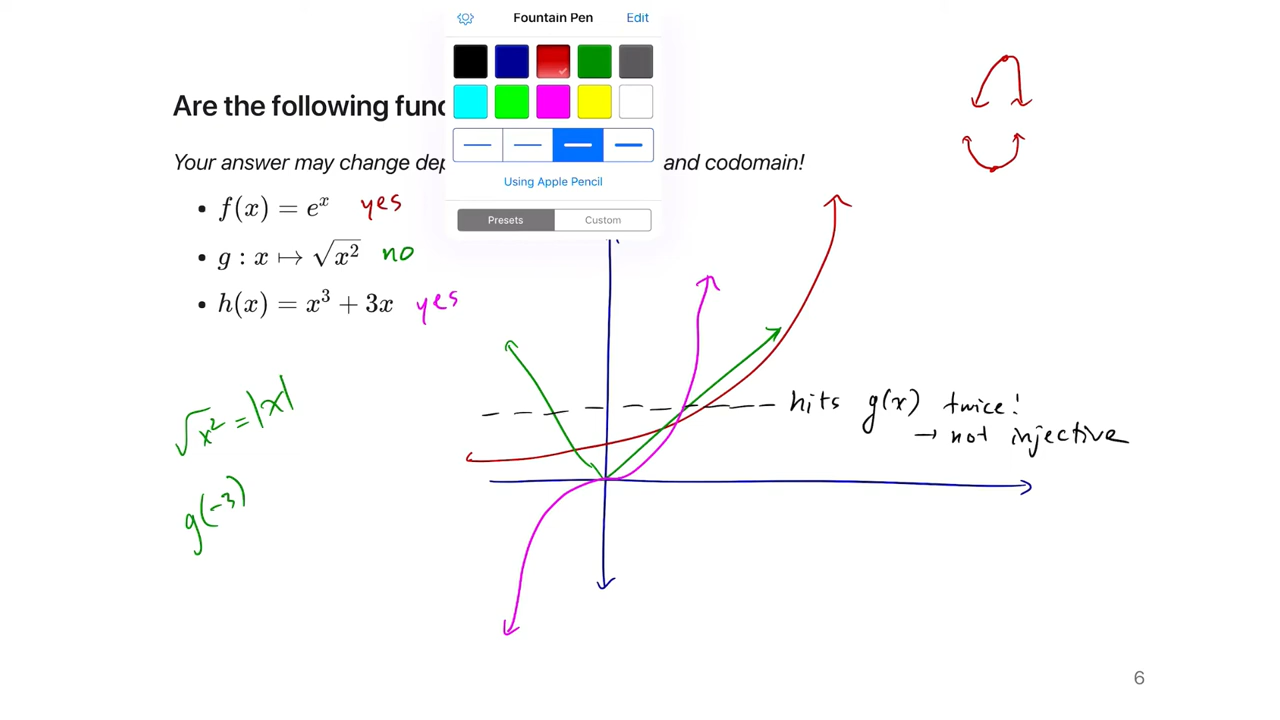 Fountain Pen Edit
Are the following func
Your answer may change dep and codomain!
Using Apple Pencil
• f(x) = eˣ yes
Presets Custom
• g : x ↦ √x² no
• h(x) = x³ + 3x yes
√x² = |x|
hits g(x) twice!
→ not injective
g(-3)
6